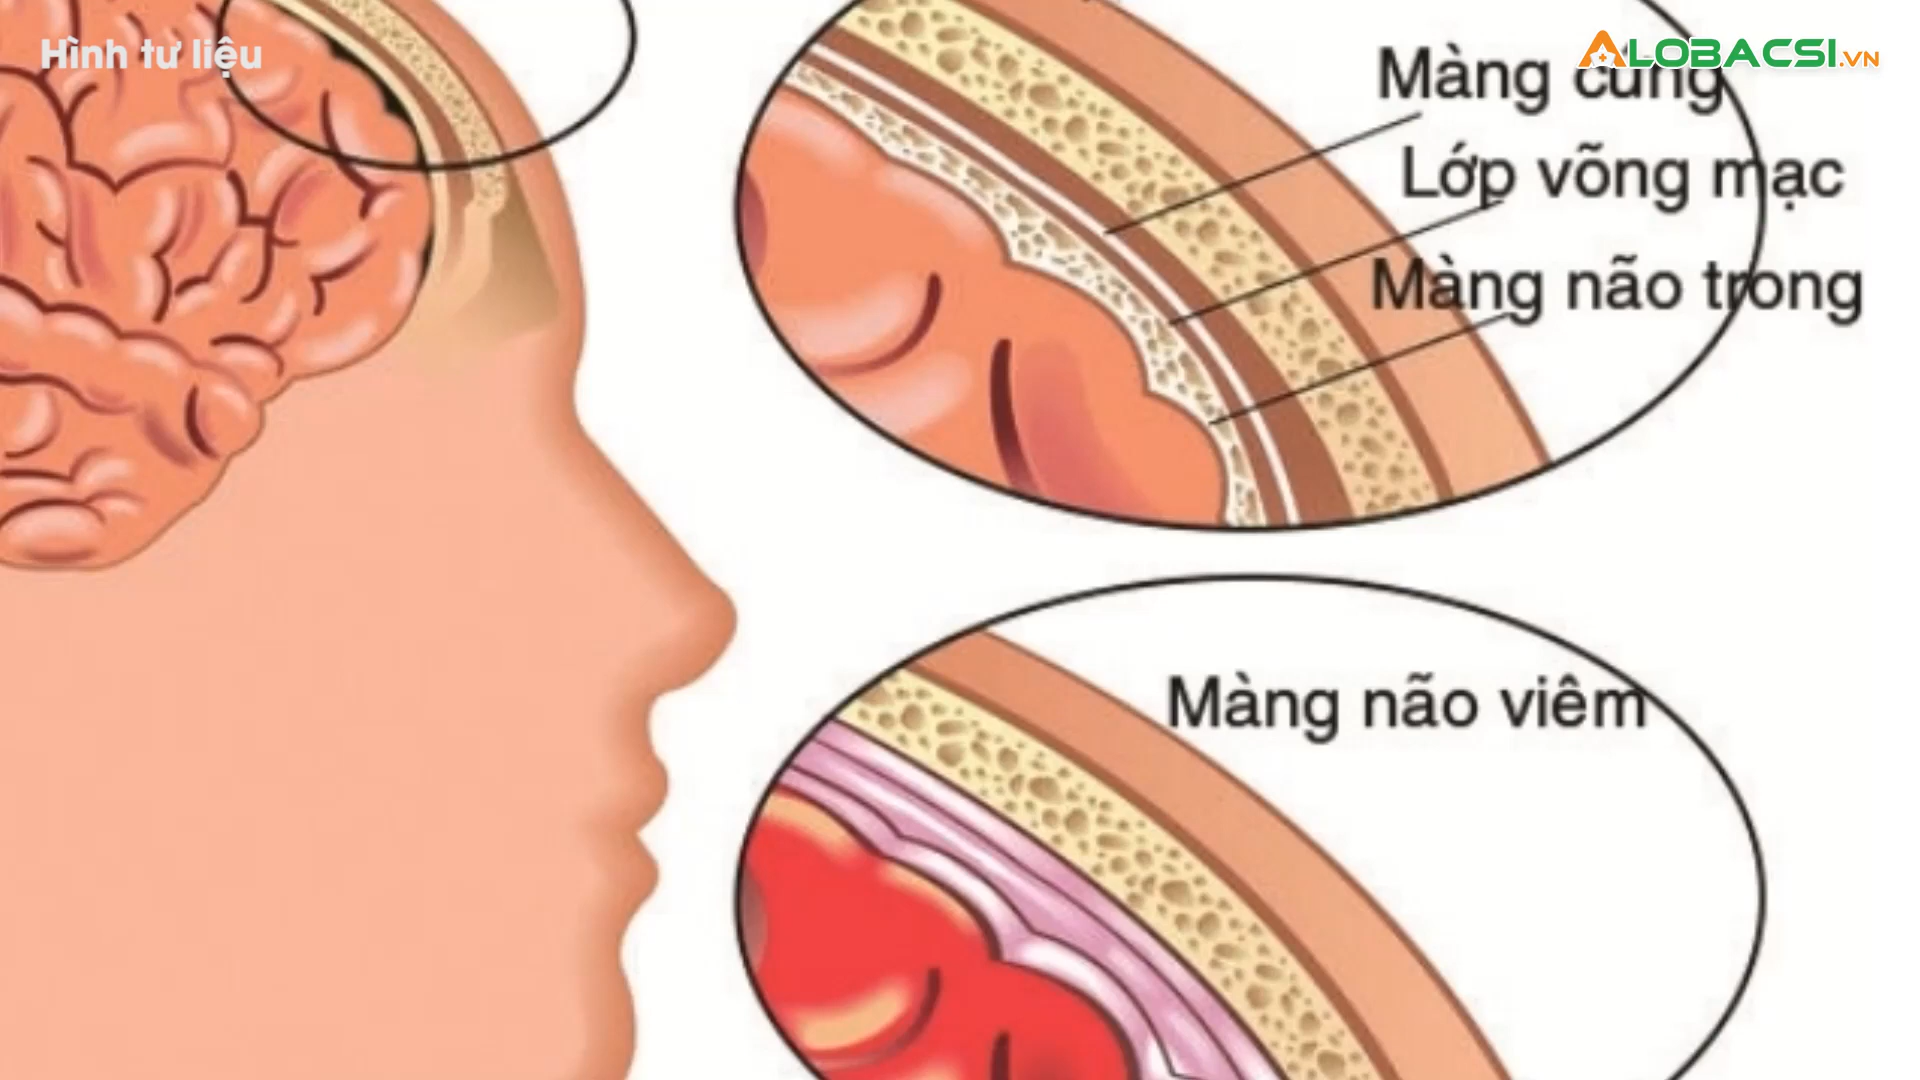 Hình tư liệu
ALOBACSI.VN
Màng cứng
Lớp võng mạc
Màng não trong
Màng não viêm